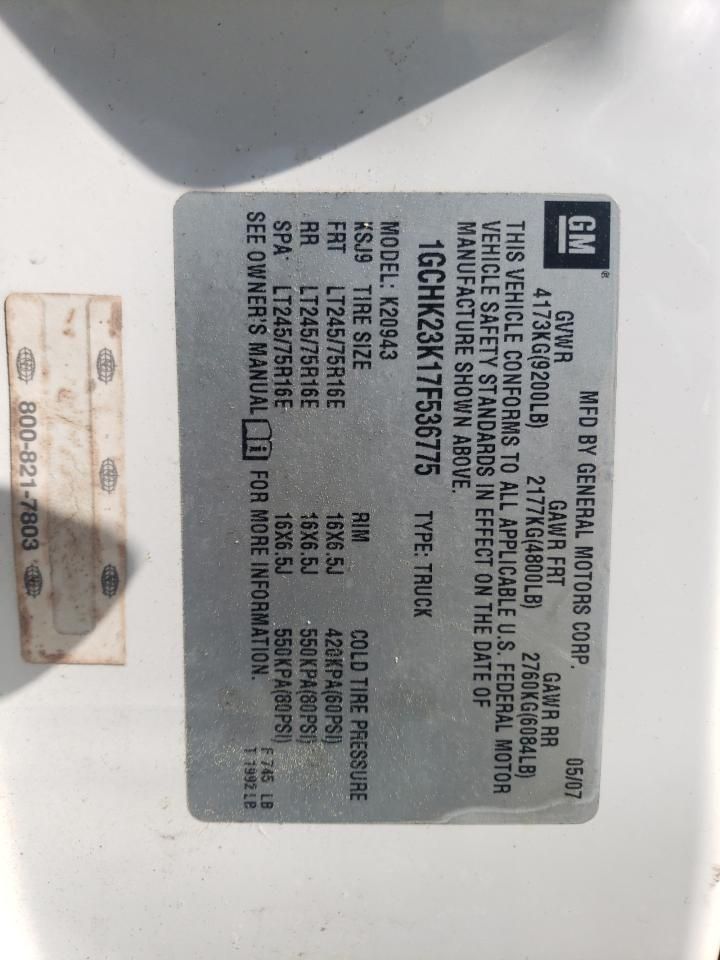 GM
MFD BY GENERAL MOTORS CORP. 05/07
GVWR GAWR FRT GAWR RR
4173KG(9200LB) 2177KG(4800LB) 2760KG(6084LB)
THIS VEHICLE CONFORMS TO ALL APPLICABLE U.S. FEDERAL MOTOR
VEHICLE SAFETY STANDARDS IN EFFECT ON THE DATE OF
MANUFACTURE SHOWN ABOVE.
1GCHK23K17F536775 TYPE: TRUCK
MODEL: K20943
KSJ9 TIRE SIZE RIM COLD TIRE PRESSURE
FRT LT245/75R16E 16X6.5J 420KPA(60PSI)
RR LT245/75R16E 16X6.5J 550KPA(80PSI)
SPA LT245/75R16E 16X6.5J 550KPA(80PSI)
SEE OWNER'S MANUAL FOR MORE INFORMATION.
F 745 LB
T 1992 LB
800-821-7803